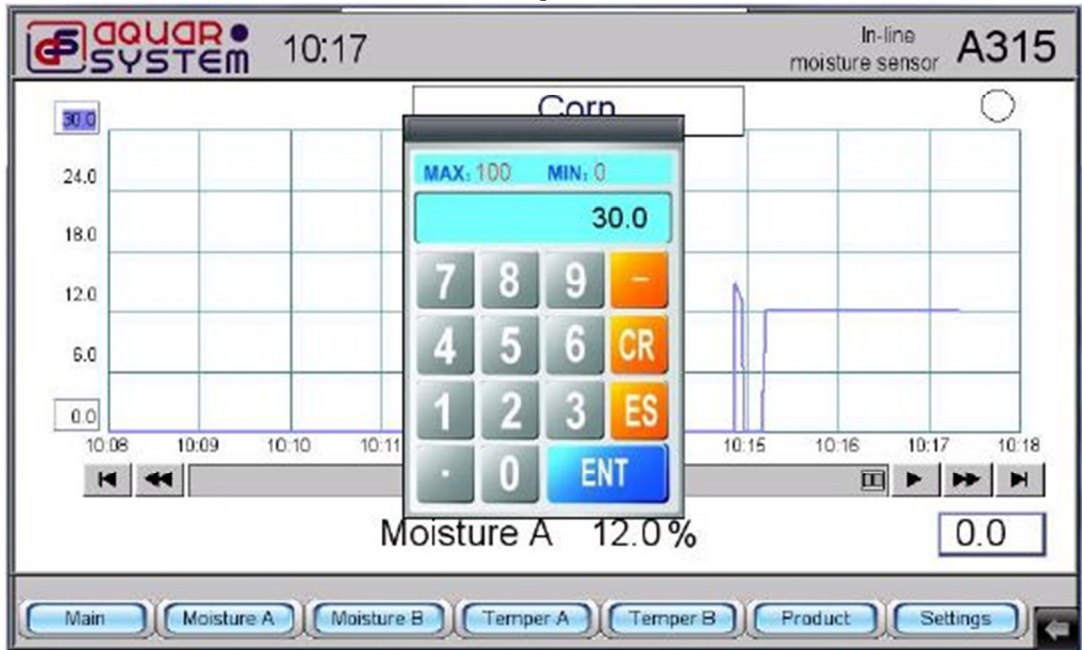 aquar
system
10:17
In-line
moisture sensor
A315
Corn
30.0
24.0
18.0
12.0
6.0
0.0
10:08 10:09 10:10 10:11 10:15 10:16 10:17 10:18
MAX: 100 MIN: 0
30.0
7 8 9 -
4 5 6 CR
1 2 3 ES
. 0 ENT
Moisture A 12.0 %
0.0
Main Moisture A Moisture B Temper A Temper B Product Settings